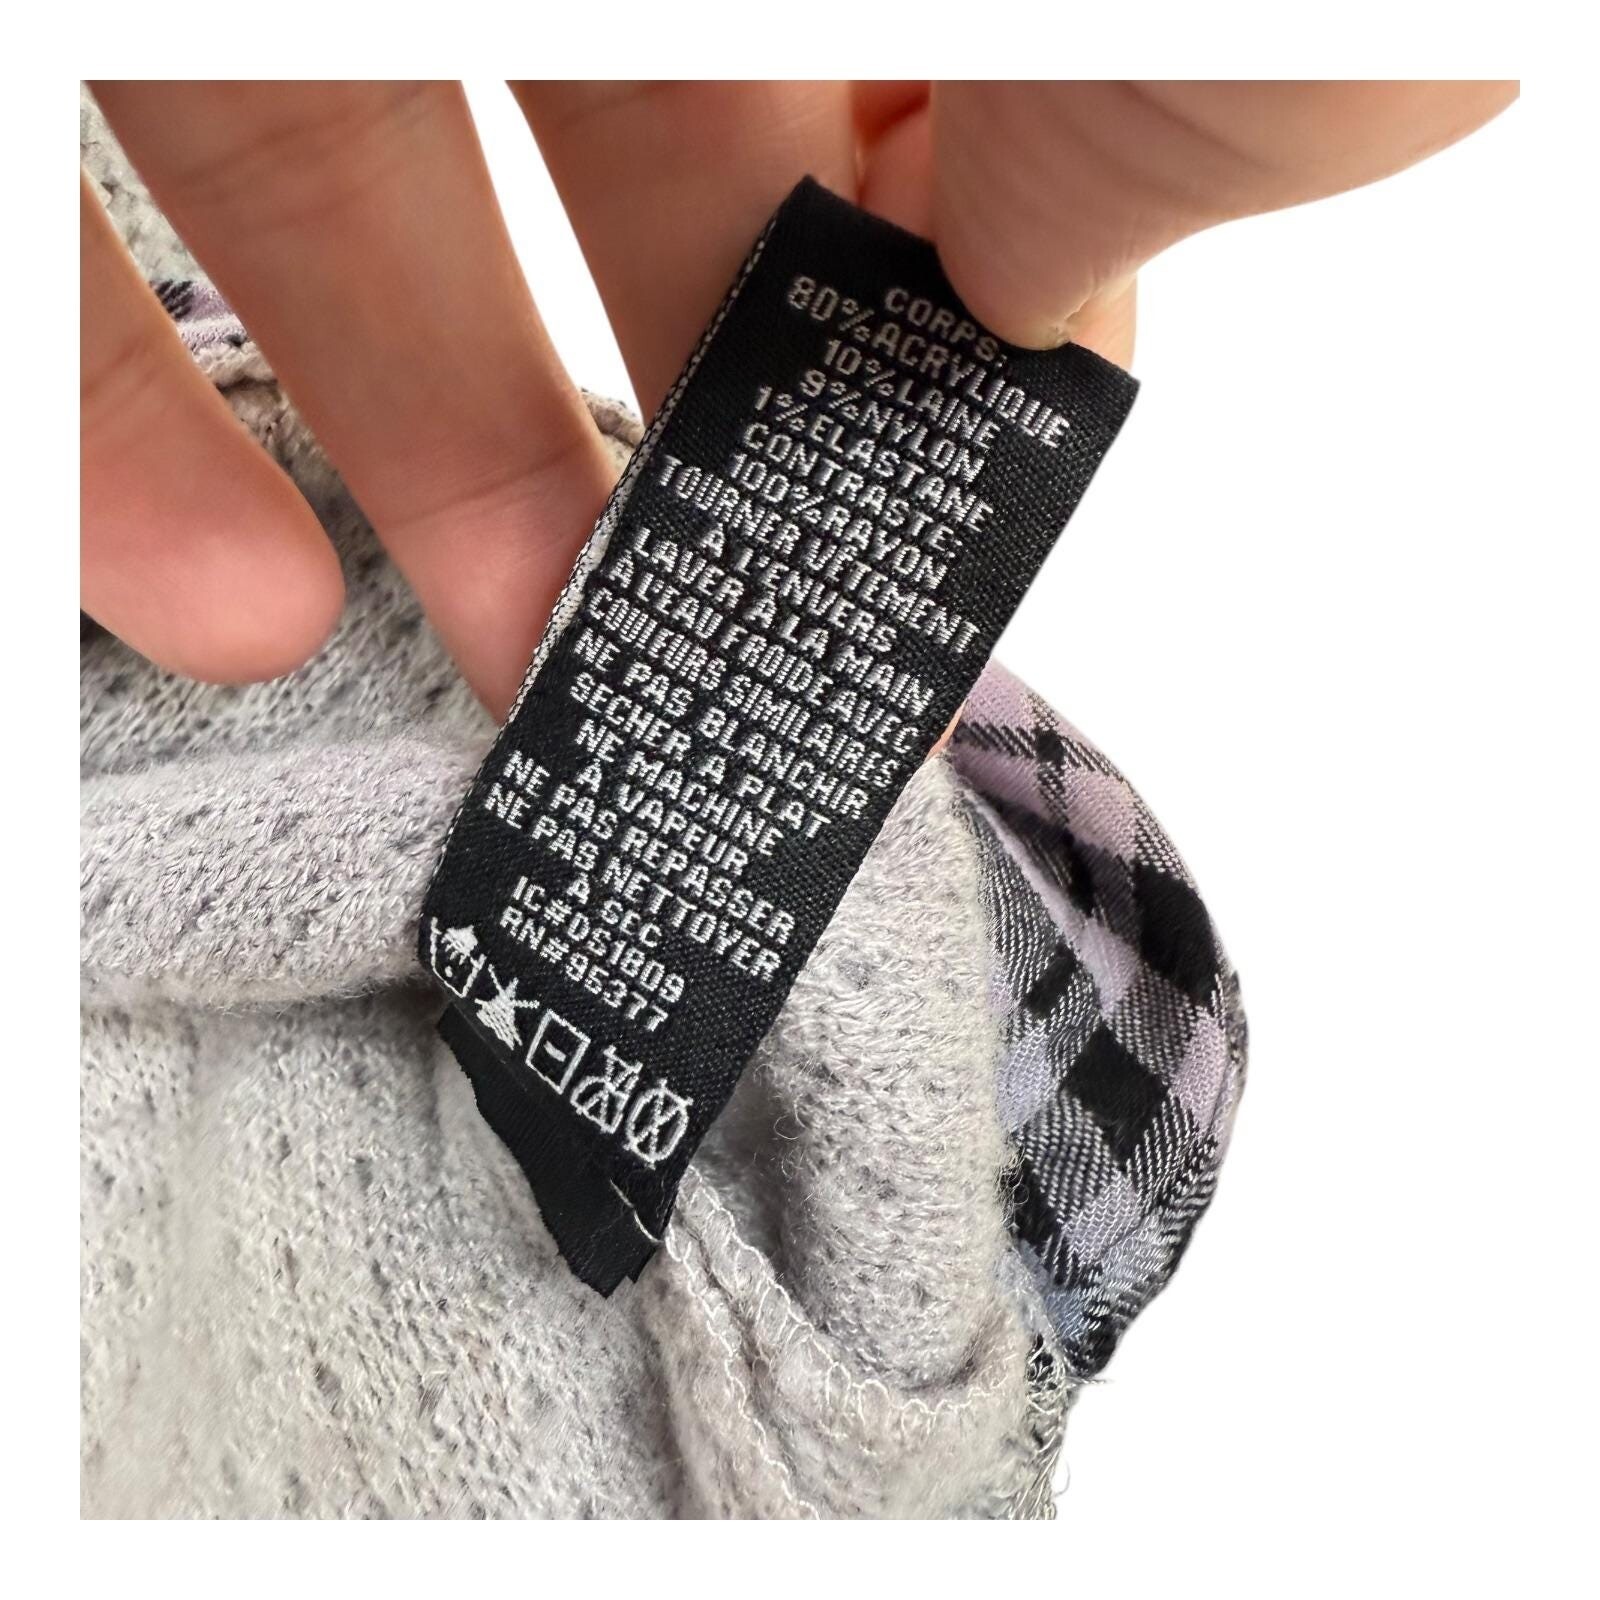 CORPS:
80%ACRYLIQUE
10%LAINE
9%NYLON
1%ELASTANE
CONTRASTE.
100%RAYON
TOURNER VÊTEMENT
À L'ENVERS
LAVER À LA MAIN
À L'EAU FROIDE AVEC
COULEURS SIMILAIRES
NE PAS BLANCHIR
SECHER A PLAT
NE MACHINE
A VAPEUR
NE PAS REPASSER
NE PAS NETTOYER
A SEC
IC#DS1809
RN#95377